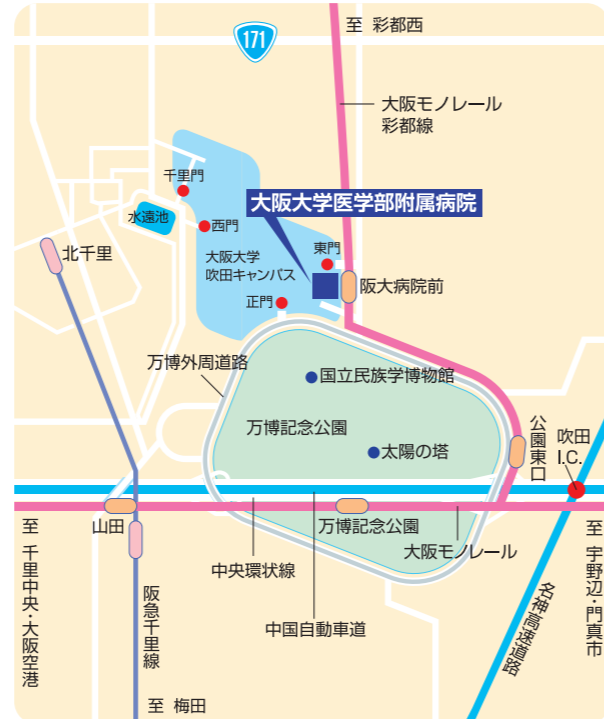 至 彩都西
171
大阪モノレール
彩都線
千里門
大阪大学医学部附属病院
水遠池
西門
東門
北千里
大阪大学
吹田キャンパス
阪大病院前
正門
万博外周道路
国立民族学博物館
万博記念公園
公園東口
吹田
I.C.
太陽の塔
山田
万博記念公園
大阪モノレール
中央環状線
中国自動車道
至 千里中央・大阪空港
阪急千里線
名神高速道路
至 宇野辺・門真市
至 梅田